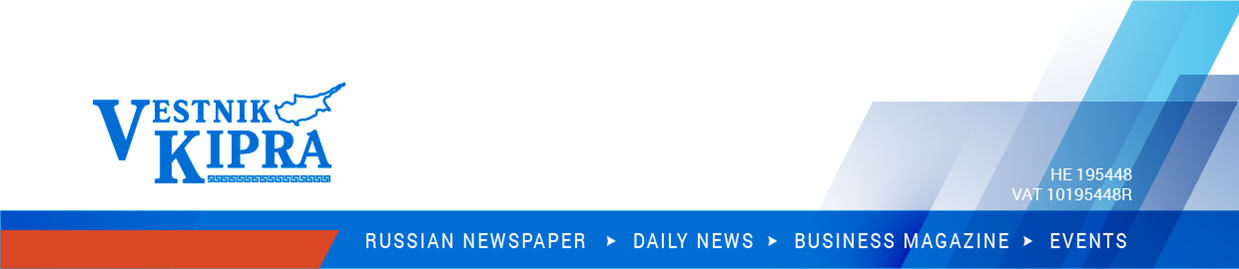 VESTNIK
KIPRA
HE 195448
VAT 10195448R
RUSSIAN NEWSPAPER ➤ DAILY NEWS ➤ BUSINESS MAGAZINE ➤ EVENTS